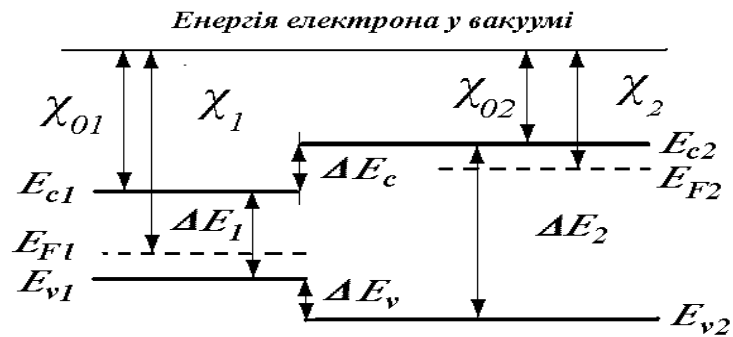 Енергія електрона у вакуумі
χ01 χ1 χ02 χ2
Ec1 ΔEc Ec2
EF2
ΔE1 ΔE2
EF1
Ev1 ΔEv
Ev2